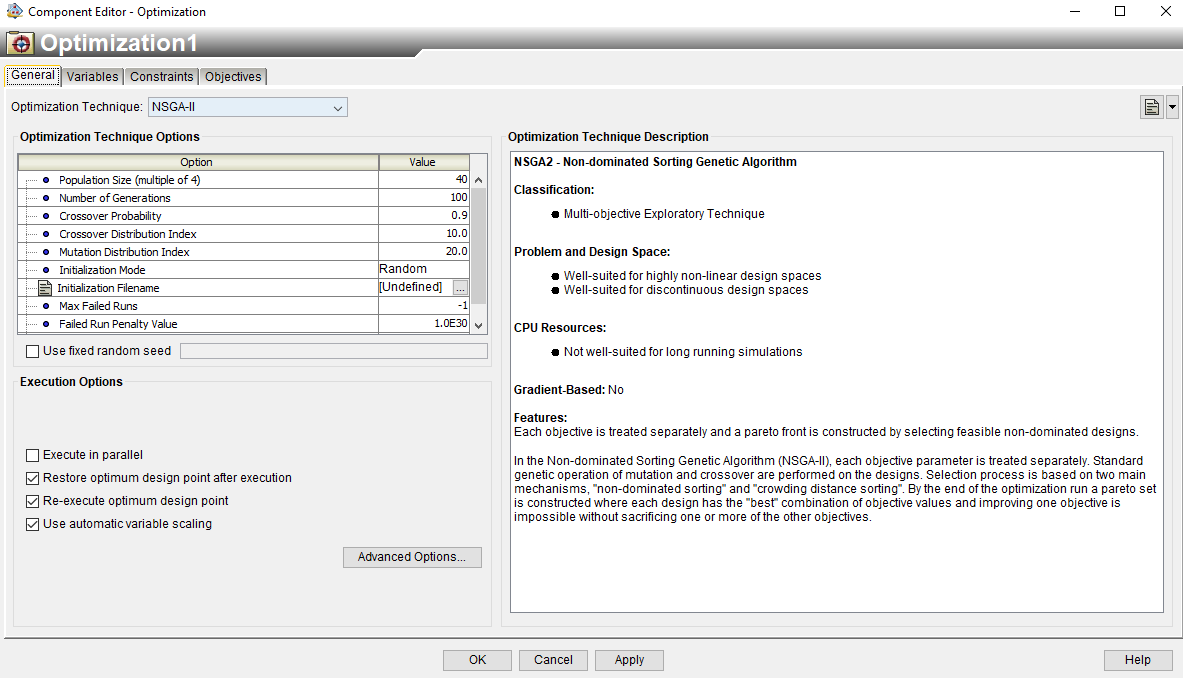 Component Editor - Optimization
Optimization1
General Variables Constraints Objectives
Optimization Technique: NSGA-II
Optimization Technique Options
Option Value
Population Size (multiple of 4) 40
Number of Generations 100
Crossover Probability 0.9
Crossover Distribution Index 10.0
Mutation Distribution Index 20.0
Initialization Mode Random
Initialization Filename [Undefined] ...
Max Failed Runs -1
Failed Run Penalty Value 1.0E30
Use fixed random seed
Execution Options
Execute in parallel
Restore optimum design point after execution
Re-execute optimum design point
Use automatic variable scaling
Advanced Options...
Optimization Technique Description
NSGA2 - Non-dominated Sorting Genetic Algorithm
Classification:
Multi-objective Exploratory Technique
Problem and Design Space:
Well-suited for highly non-linear design spaces
Well-suited for discontinuous design spaces
CPU Resources:
Not well-suited for long running simulations
Gradient-Based: No
Features:
Each objective is treated separately and a pareto front is constructed by selecting feasible non-dominated designs.
In the Non-dominated Sorting Genetic Algorithm (NSGA-II), each objective parameter is treated separately. Standard
genetic operation of mutation and crossover are performed on the designs. Selection process is based on two main
mechanisms, "non-dominated sorting" and "crowding distance sorting". By the end of the optimization run a pareto set
is constructed where each design has the "best" combination of objective values and improving one objective is
impossible without sacrificing one or more of the other objectives.
OK Cancel Apply Help